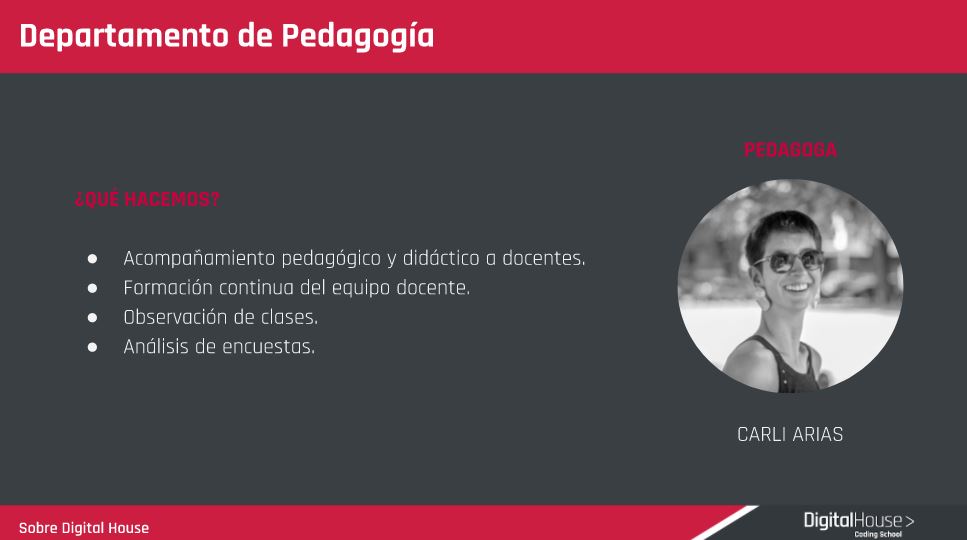 Departamento de Pedagogía
PEDAGOGA
¿QUÉ HACEMOS?
● Acompañamiento pedagógico y didáctico a docentes.
● Formación continua del equipo docente.
● Observación de clases.
● Análisis de encuestas.
CARLI ARIAS
Sobre Digital House
DigitalHouse>
Coding School